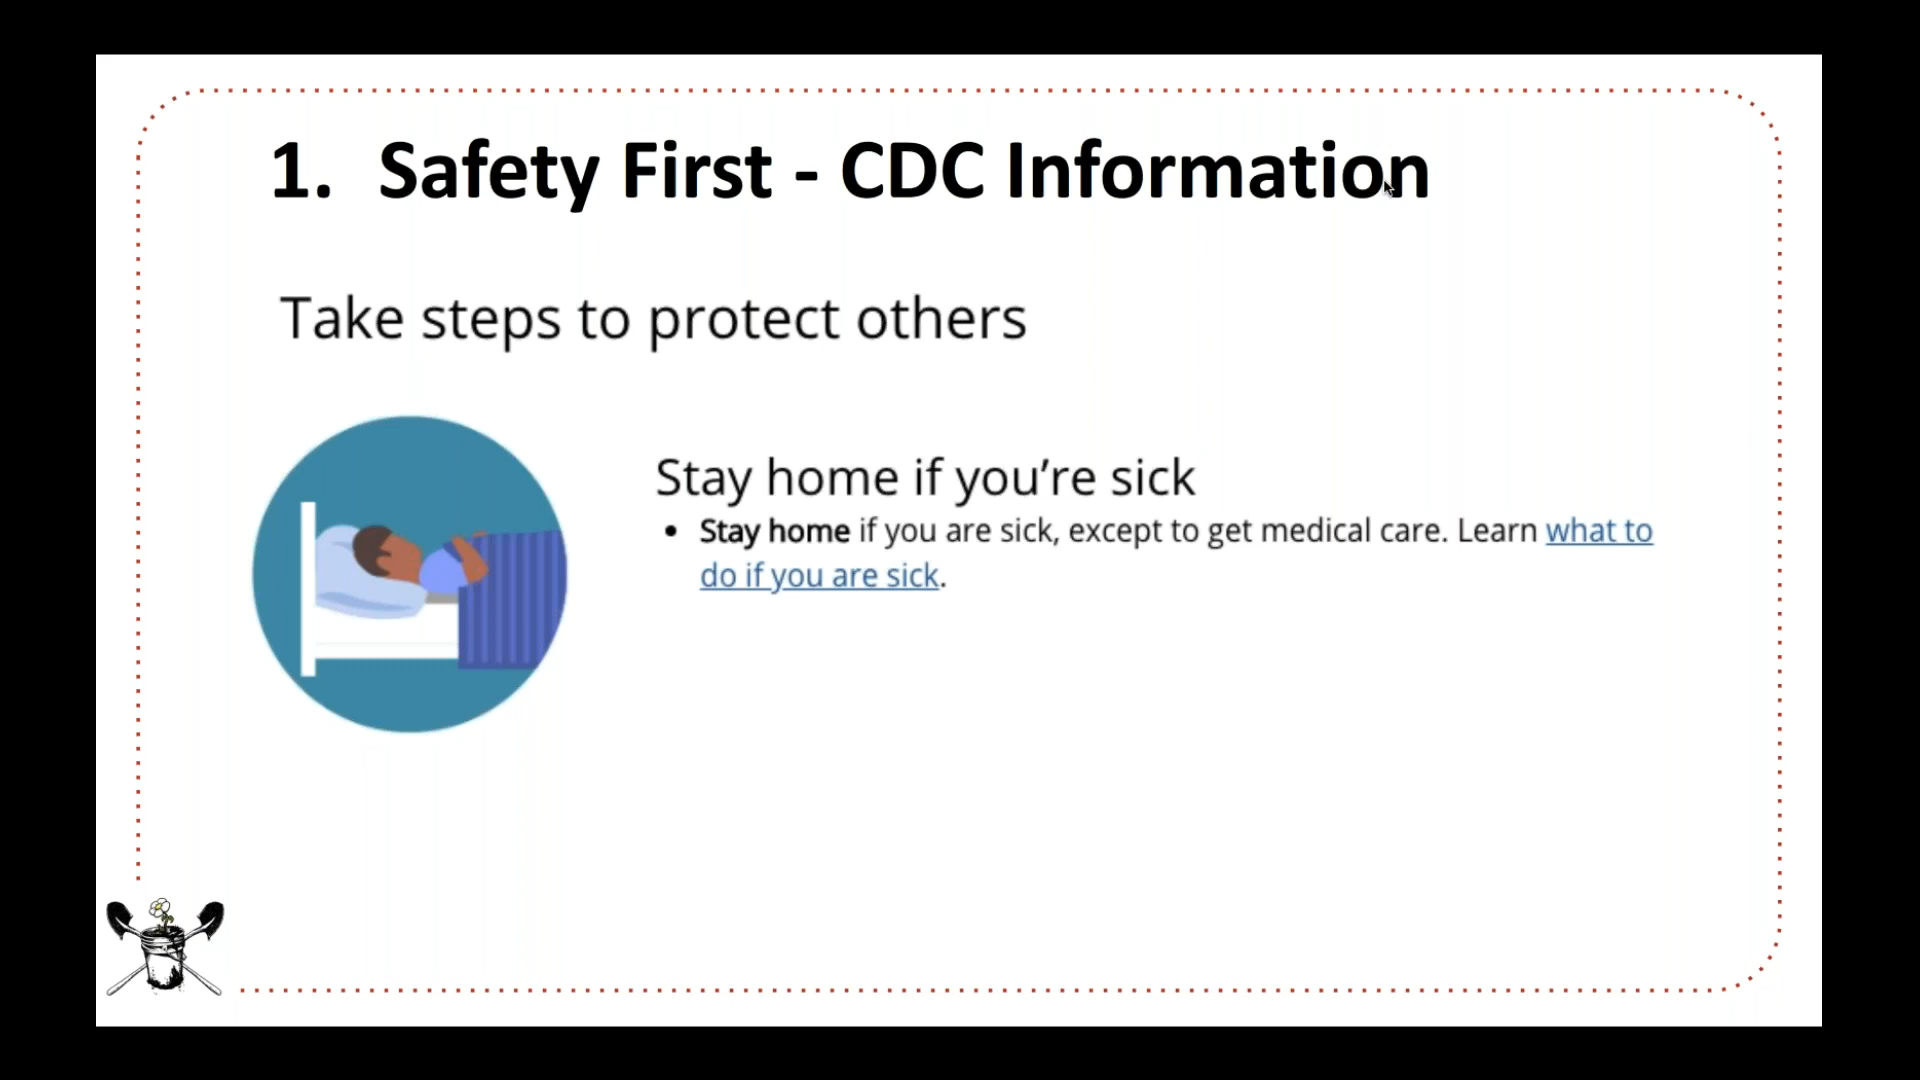 1. Safety First - CDC Information
Take steps to protect others
Stay home if you’re sick
• Stay home if you are sick, except to get medical care. Learn what to
do if you are sick.